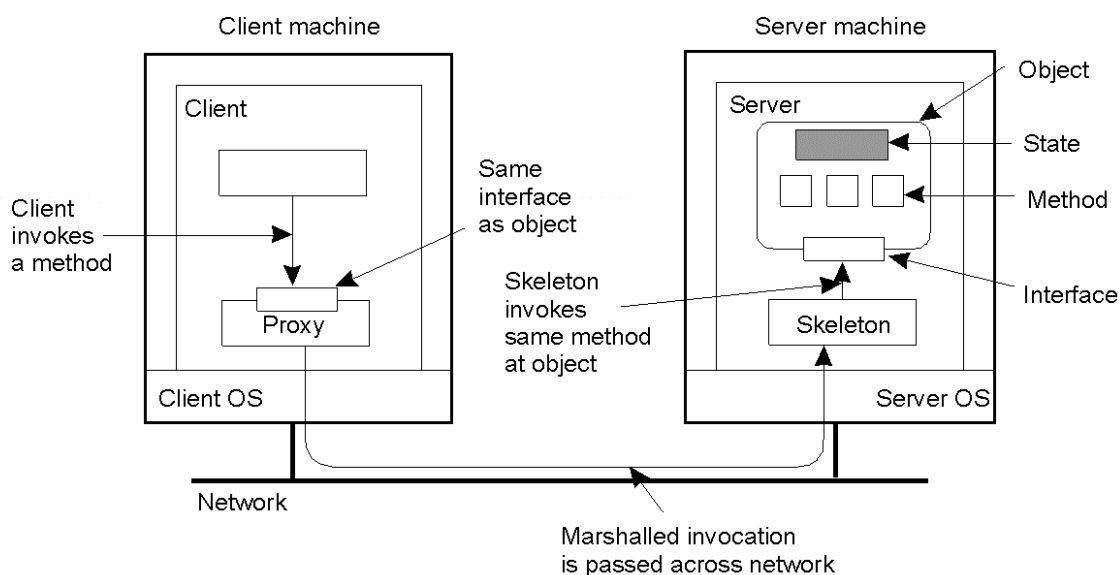 Client machine
Server machine
Object
Client
Server
State
Same
interface
as object
Method
Client
invokes
a method
Skeleton
invokes
same method
at object
Interface
Proxy
Skeleton
Client OS
Server OS
Network
Marshalled invocation
is passed across network